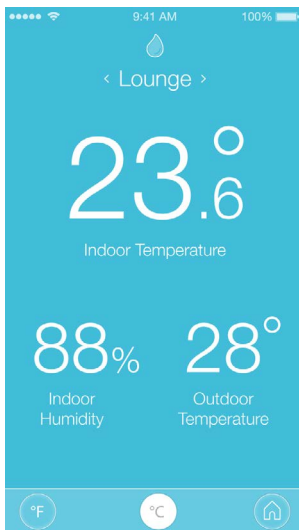 9:41 AM 100%
< Lounge >
23.6°
Indoor Temperature
88% 28°
Indoor Outdoor
Humidity Temperature
°F °C